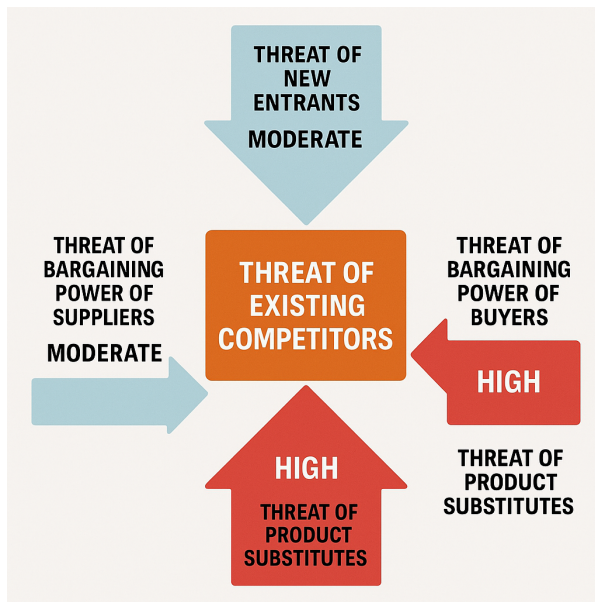 THREAT OF
NEW
ENTRANTS
MODERATE
THREAT OF
BARGAINING
POWER OF
SUPPLIERS
MODERATE
THREAT OF
EXISTING
COMPETITORS
THREAT OF
BARGAINING
POWER OF
BUYERS
HIGH
HIGH
THREAT OF
PRODUCT
SUBSTITUTES
THREAT OF
PRODUCT
SUBSTITUTES